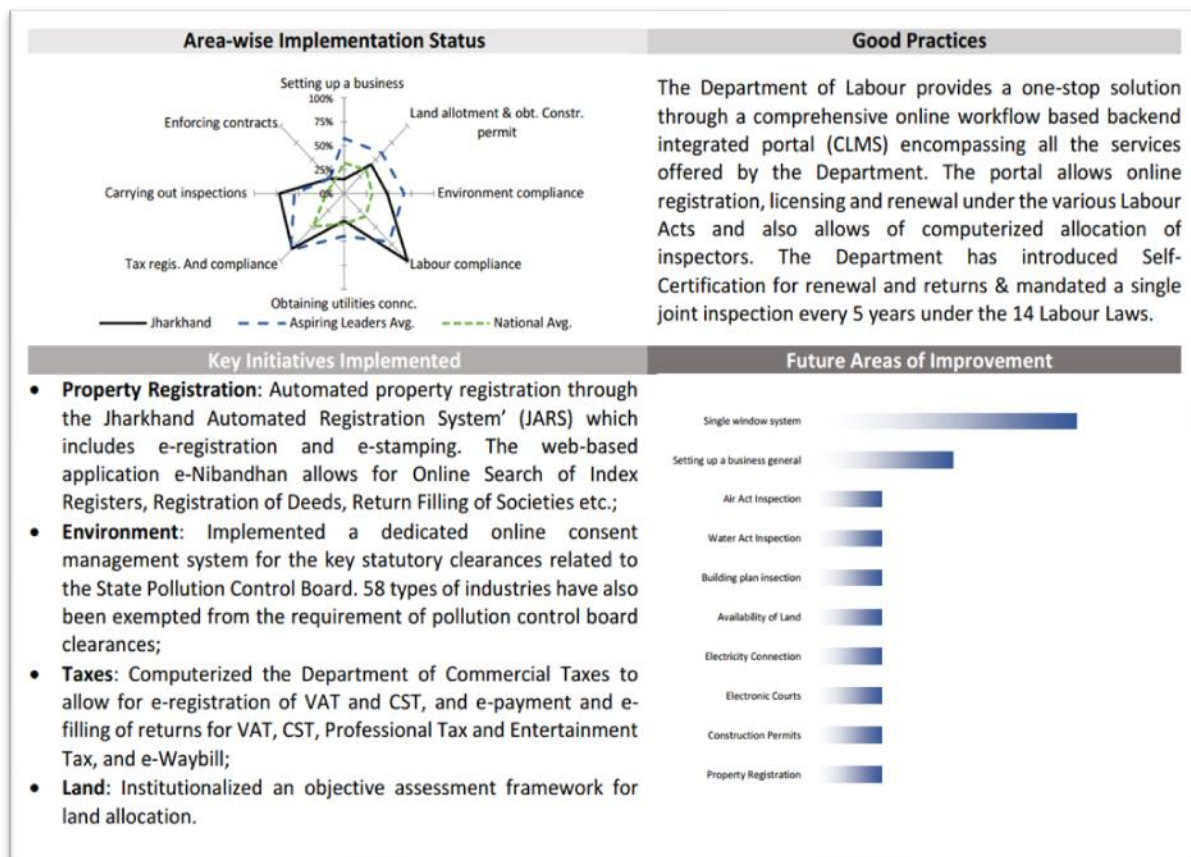 Area-wise Implementation Status
Setting up a business
100%
75%
50%
25%
0%
Land allotment & obt. Constr.
permit
Environment compliance
Labour compliance
Obtaining utilities connc.
Tax regis. And compliance
Carrying out inspections
Enforcing contracts
Jharkhand
Aspiring Leaders Avg.
National Avg.
Good Practices
The Department of Labour provides a one-stop solution
through a comprehensive online workflow based backend
integrated portal (CLMS) encompassing all the services
offered by the Department. The portal allows online
registration, licensing and renewal under the various Labour
Acts and also allows of computerized allocation of
inspectors. The Department has introduced Self-
Certification for renewal and returns & mandated a single
joint inspection every 5 years under the 14 Labour Laws.
Key Initiatives Implemented
• Property Registration: Automated property registration through
the Jharkhand Automated Registration System’ (JARS) which
includes e-registration and e-stamping. The web-based
application e-Nibandhan allows for Online Search of Index
Registers, Registration of Deeds, Return Filling of Societies etc.;
• Environment: Implemented a dedicated online consent
management system for the key statutory clearances related to
the State Pollution Control Board. 58 types of industries have also
been exempted from the requirement of pollution control board
clearances;
• Taxes: Computerized the Department of Commercial Taxes to
allow for e-registration of VAT and CST, and e-payment and e-
filling of returns for VAT, CST, Professional Tax and Entertainment
Tax, and e-Waybill;
• Land: Institutionalized an objective assessment framework for
land allocation.
Future Areas of Improvement
Single window system
Setting up a business general
Air Act Inspection
Water Act Inspection
Building plan insection
Availability of Land
Electricity Connection
Electronic Courts
Construction Permits
Property Registration